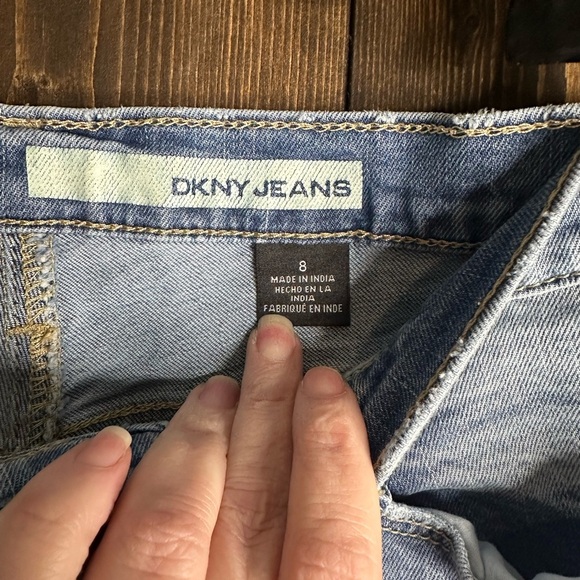 DKNY JEANS
8
MADE IN INDIA
HECHO EN LA
INDIA
FABRIQUÉ EN INDE